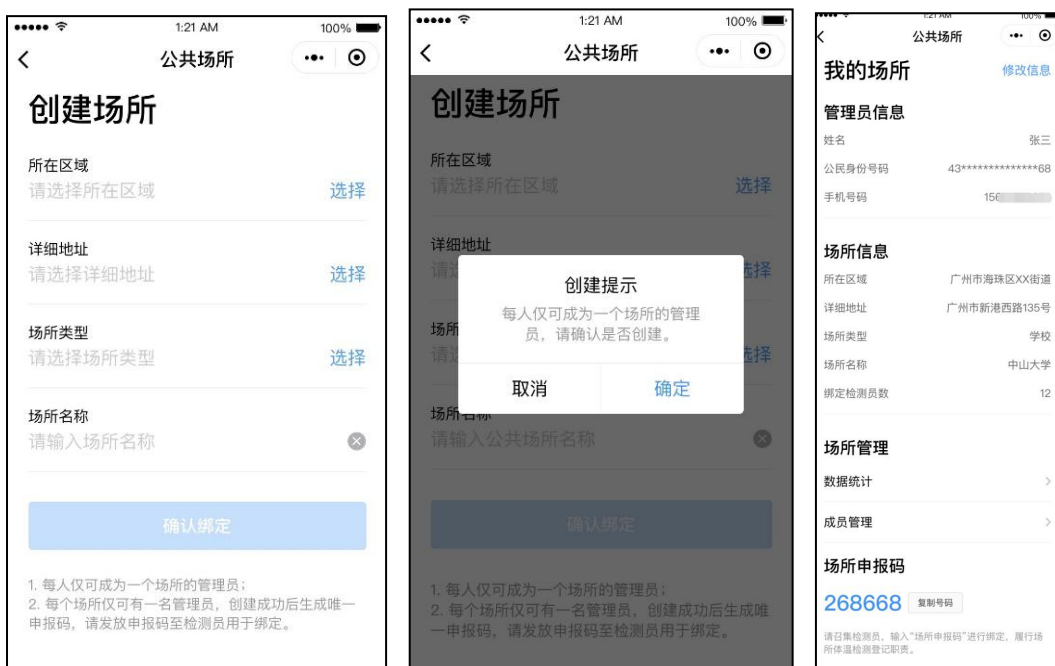 1:21 AM
100%
公共场所
创建场所
所在区域
请选择所在区域
选择
详细地址
请选择详细地址
选择
场所类型
请选择场所类型
选择
场所名称
请输入场所名称
确认绑定
1. 每人仅可成为一个场所的管理员；
2. 每个场所仅可有一名管理员，创建成功后生成唯一
申报码，请发放申报码至检测员用于绑定。
1:21 AM
100%
公共场所
创建场所
所在区域
请选择所在区域
选择
详细地址
请选
选择
创建提示
每人仅可成为一个场所的管理
员，请确认是否创建。
取消
确定
场所
请选
选择
场所名称
请输入公共场所名称
确认绑定
1. 每人仅可成为一个场所的管理员；
2. 每个场所仅可有一名管理员，创建成功后生成唯
一申报码，请发放申报码至检测员用于绑定。
1:21 AM
100%
公共场所
我的场所
修改信息
管理员信息
姓名
张三
公民身份号码
43**************68
手机号码
156
场所信息
所在区域
广州市海珠区XX街道
详细地址
广州市新港西路135号
场所类型
学校
场所名称
中山大学
绑定检测员数
12
场所管理
数据统计
成员管理
场所申报码
268668
复制号码
请召集检测员，输入“场所申报码”进行绑定，履行场
所体温检测登记职责。